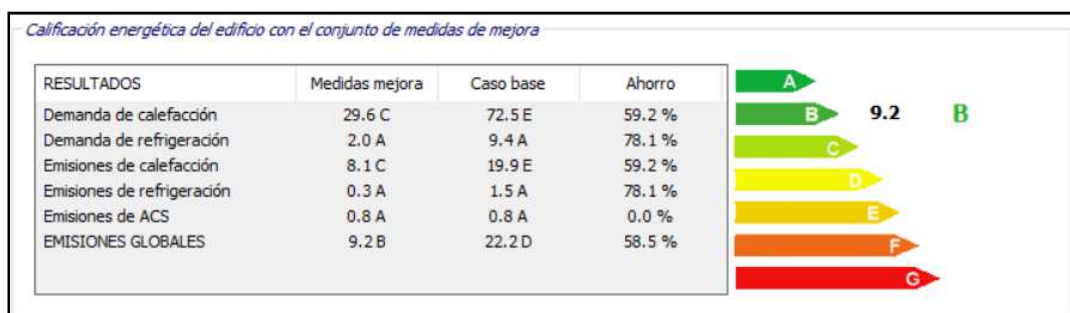 Calificación energética del edificio con el conjunto de medidas de mejora
RESULTADOS Medidas mejora Caso base Ahorro
Demanda de calefacción 29.6 C 72.5 E 59.2 %
Demanda de refrigeración 2.0 A 9.4 A 78.1 %
Emisiones de calefacción 8.1 C 19.9 E 59.2 %
Emisiones de refrigeración 0.3 A 1.5 A 78.1 %
Emisiones de ACS 0.8 A 0.8 A 0.0 %
EMISIONES GLOBALES 9.2 B 22.2 D 58.5 %
A
B 9.2 B
C
D
E
F
G